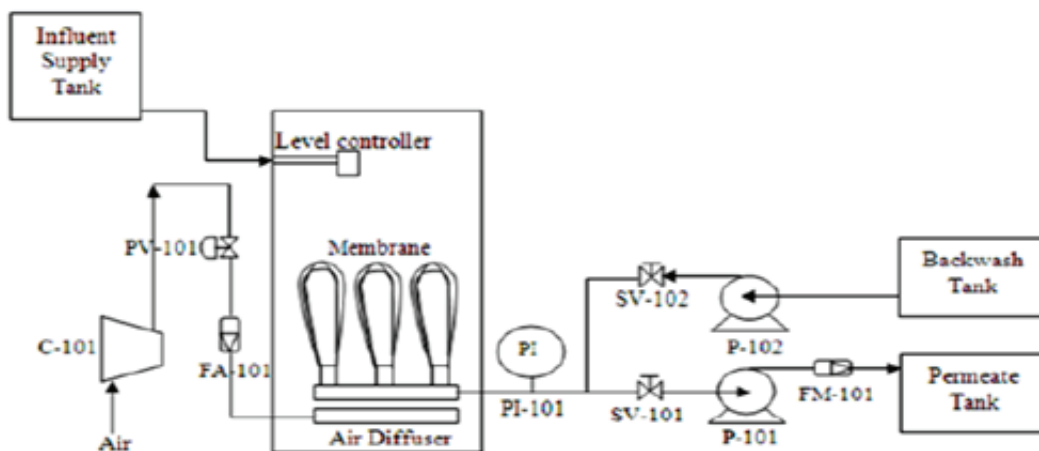 Influent
Supply
Tank
Level controller
PV-101
Membrane
C-101
FA-101
Air
Air Diffuser
PI
PI-101
SV-102
P-102
Backwash
Tank
SV-101
P-101
FM-101
Permeate
Tank